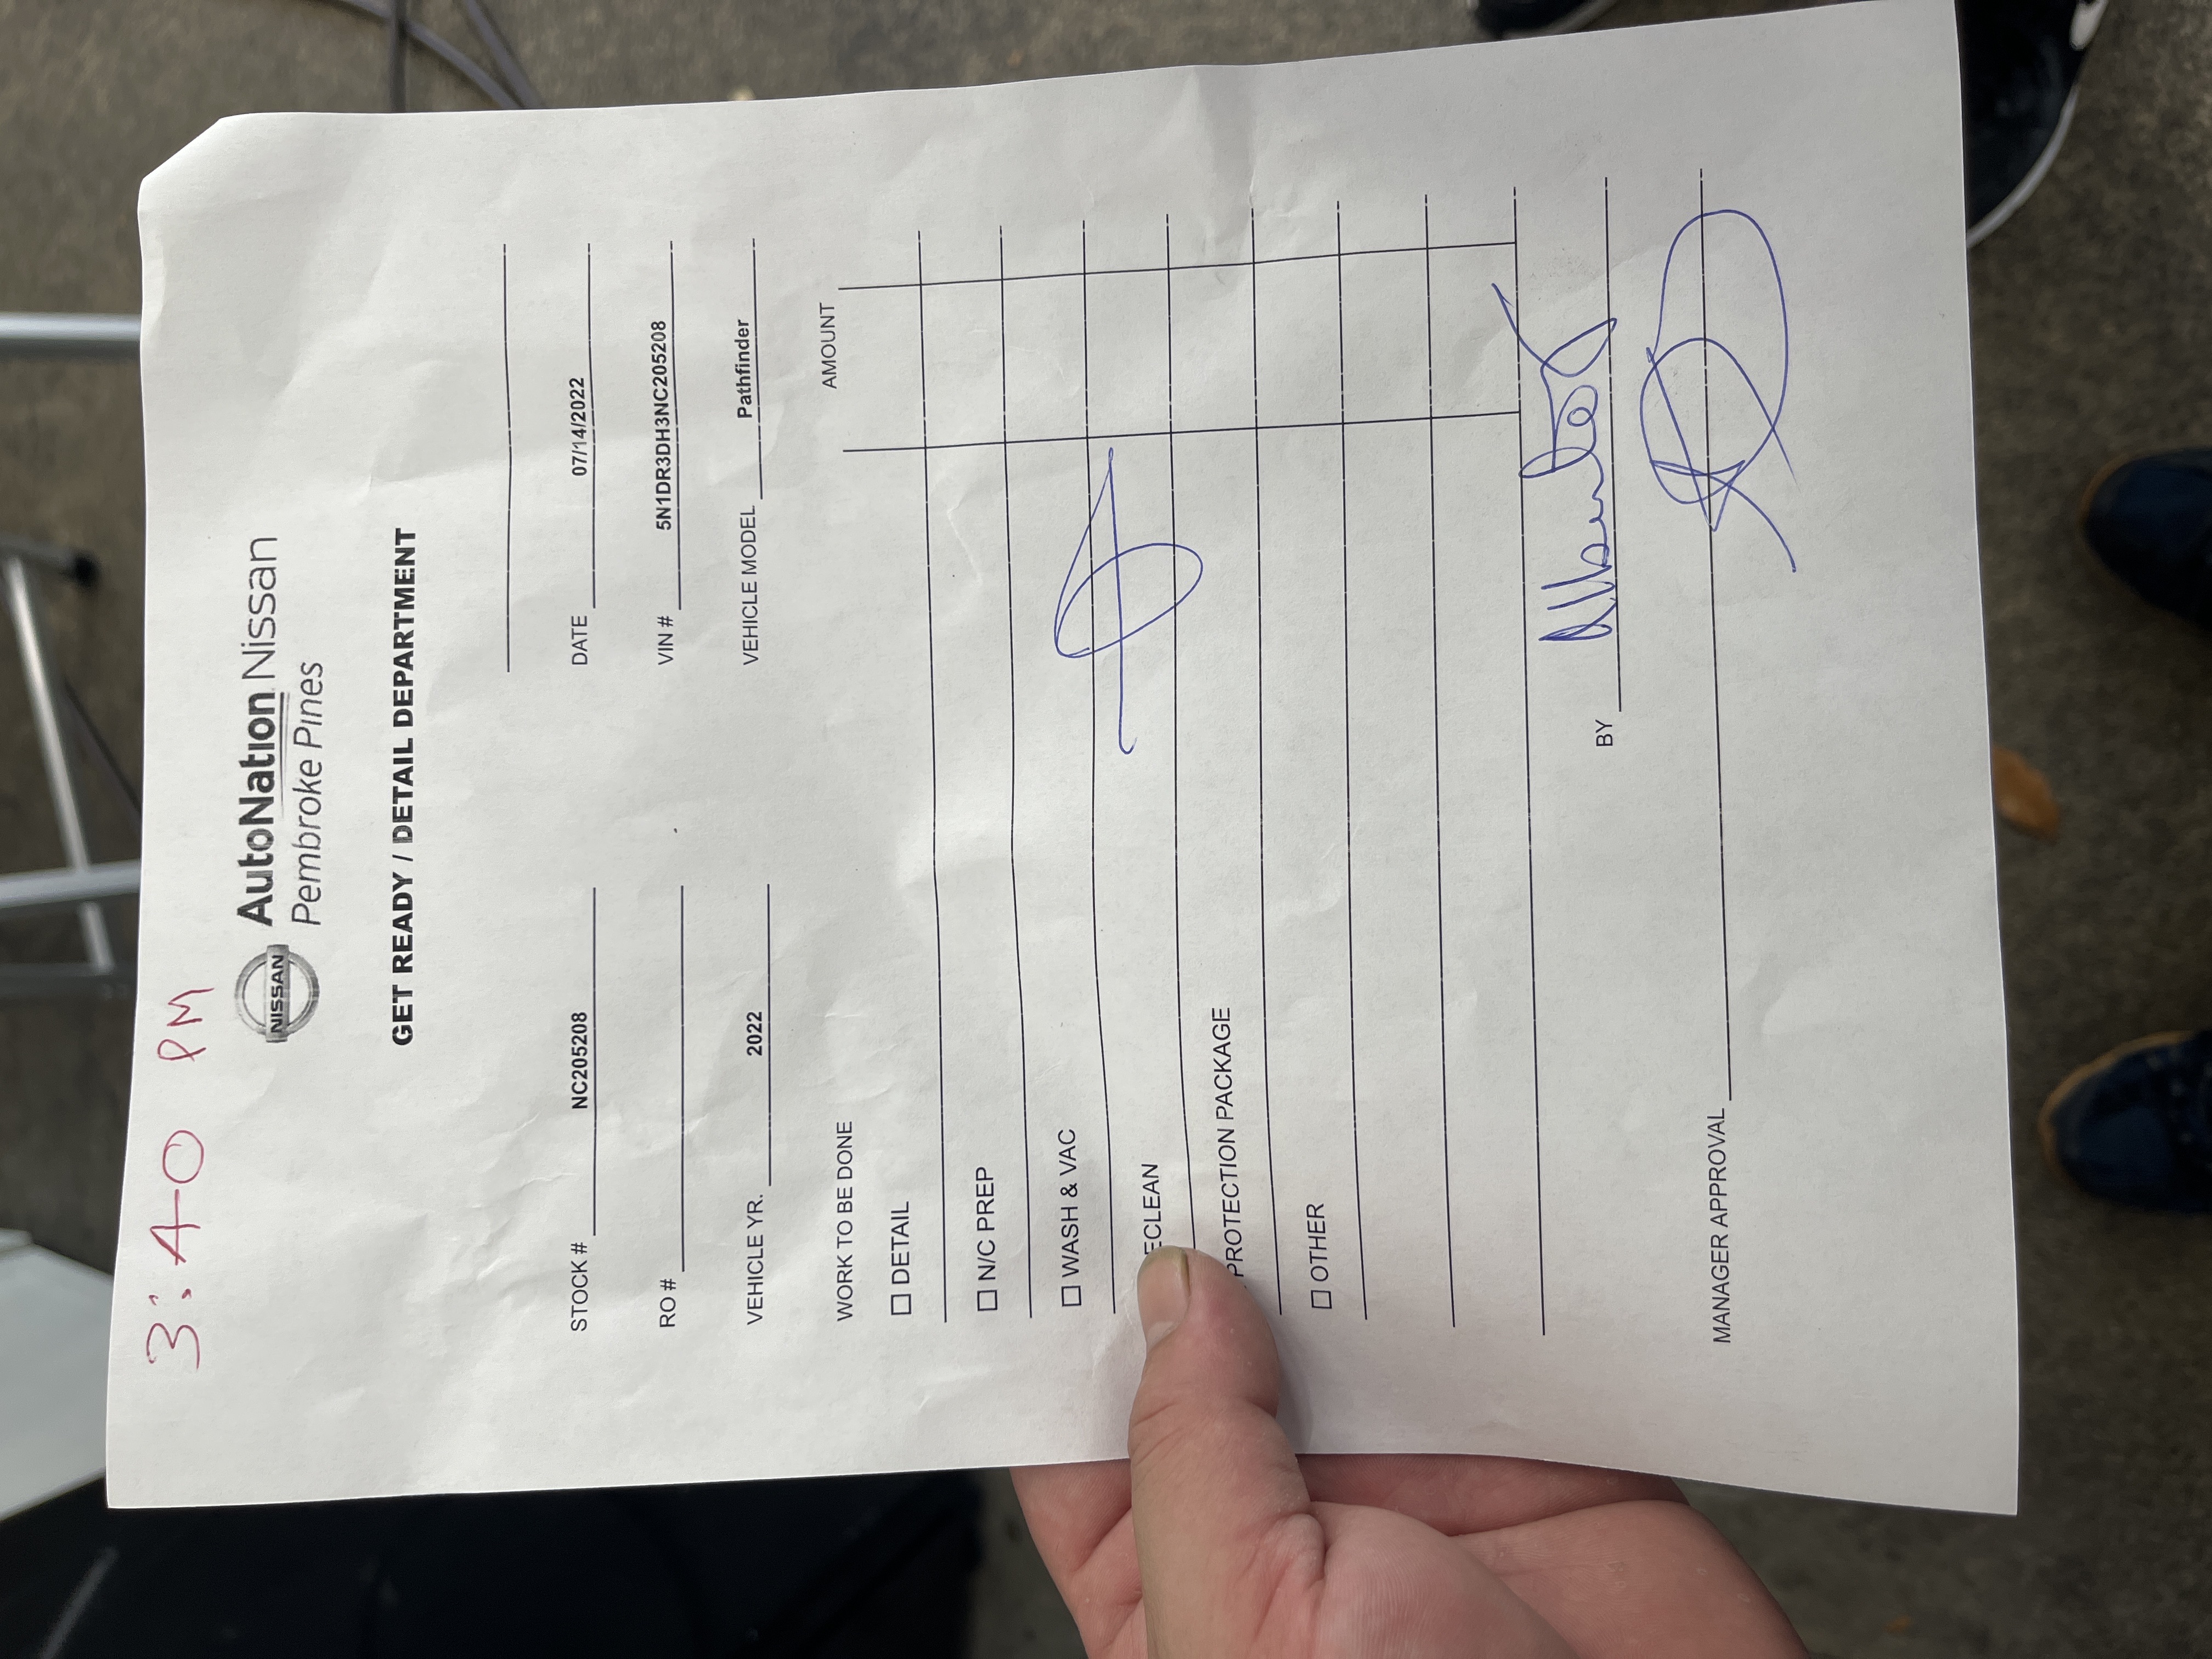 3:40 PM
NISSAN AutoNation Nissan
Pembroke Pines
GET READY / DETAIL DEPARTMENT
STOCK # NC205208 DATE 07/14/2022
RO # VIN # 5N1DR3DH3NC205208
VEHICLE YR. 2022 VEHICLE MODEL Pathfinder
WORK TO BE DONE AMOUNT
☐ DETAIL
☐ N/C PREP
☐ WASH & VAC
ECLEAN
PROTECTION PACKAGE
☐ OTHER
BY
MANAGER APPROVAL